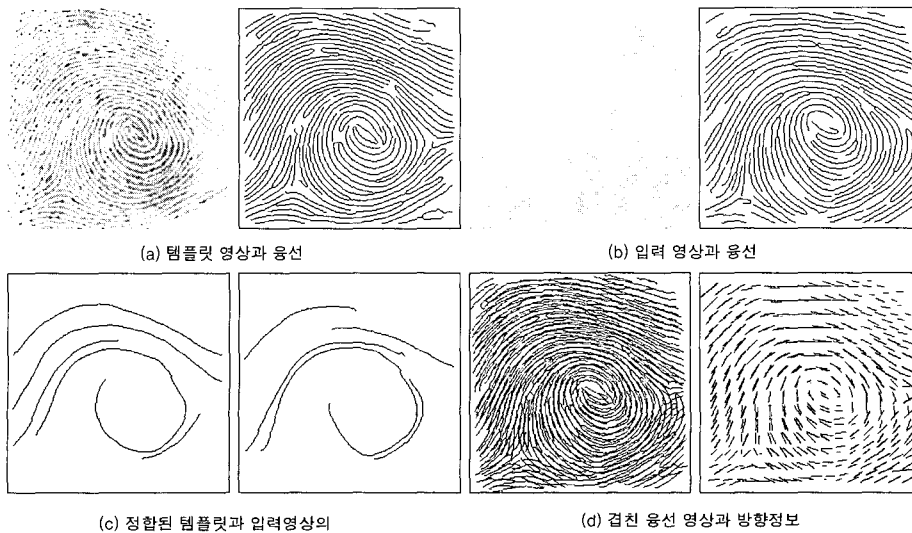 (a) 템플릿 영상과 융선
(b) 입력 영상과 융선
(c) 정합된 템플릿과 입력영상의
(d) 겹친 융선 영상과 방향정보